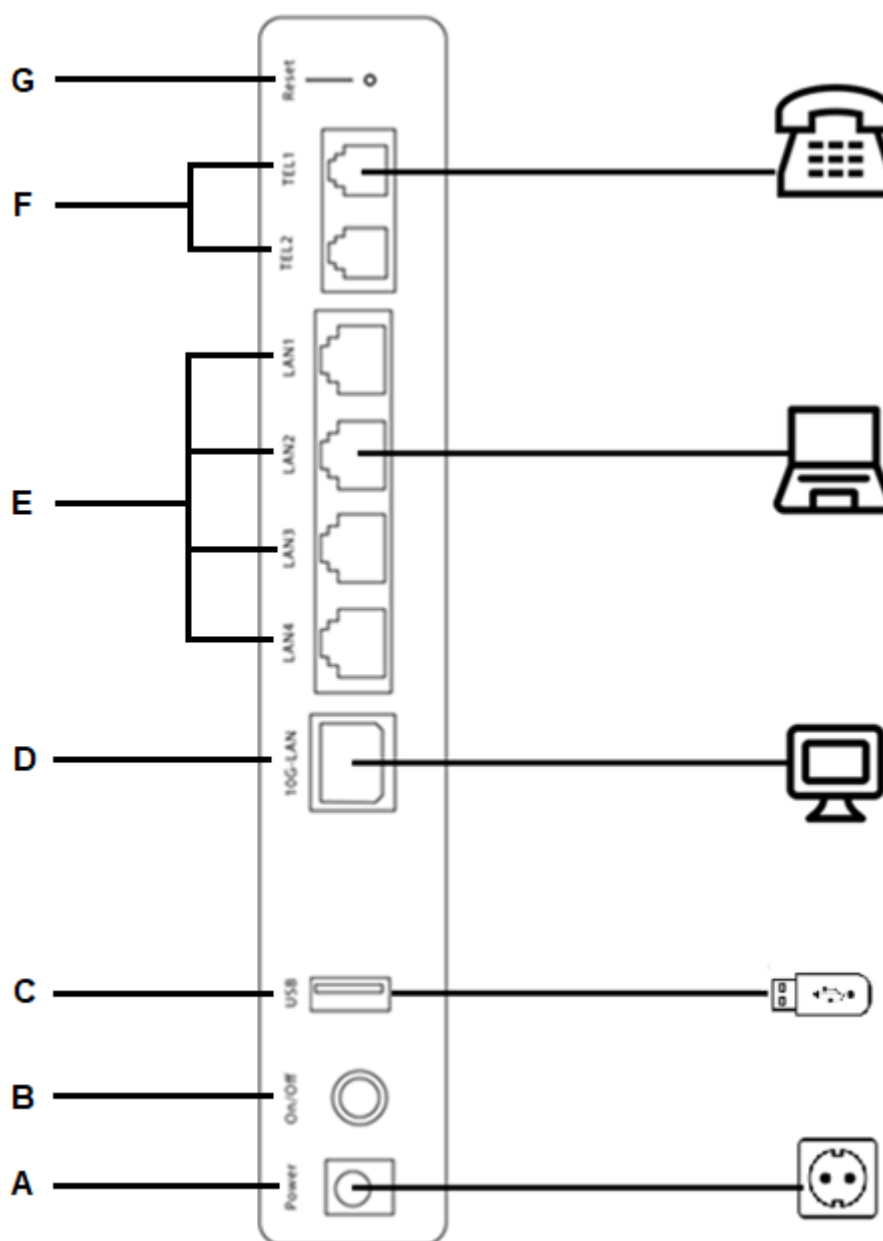 G
Reset
F
TEL1
TEL2
E
LAN1
LAN2
LAN3
LAN4
D
10G-LAN
C
USB
B
On/Off
A
Power